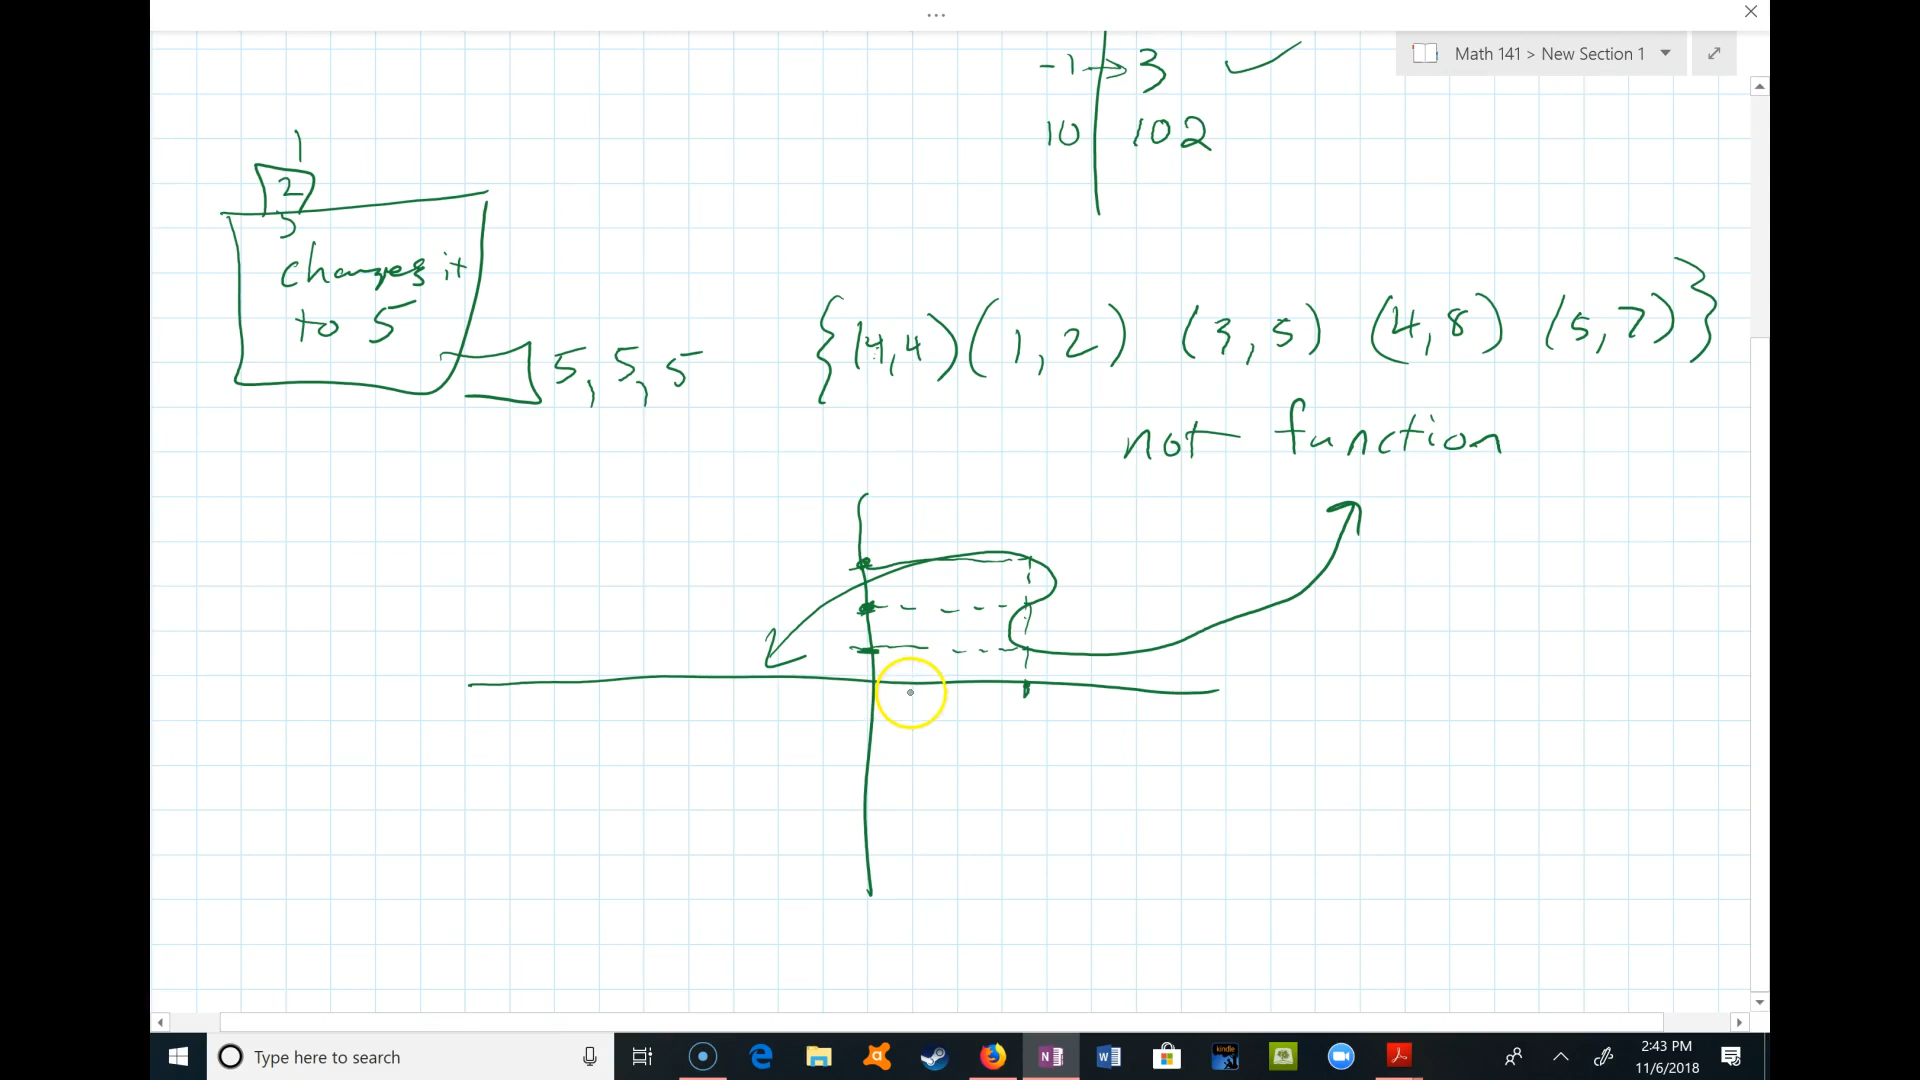 ...
Math 141 > New Section 1
-1 → 3 ✓
10 102
1
2
changes it
to 5
5, 5, 5
(1, 2) (3, 5) (4, 8) (5, 7)}
not function
Type here to search
kindle
2:43 PM
11/6/2018